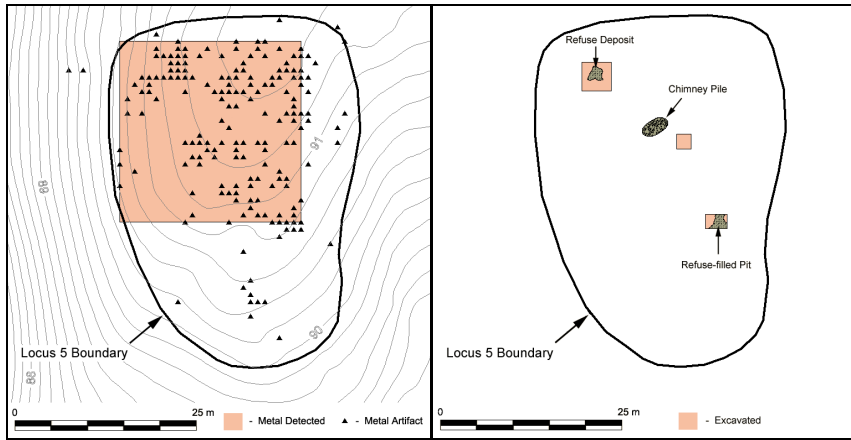 91
89
90
88
Locus 5 Boundary
0
25 m
- Metal Detected
- Metal Artifact
Refuse Deposit
Chimney Pile
Refuse-filled Pit
Locus 5 Boundary
0
25 m
- Excavated